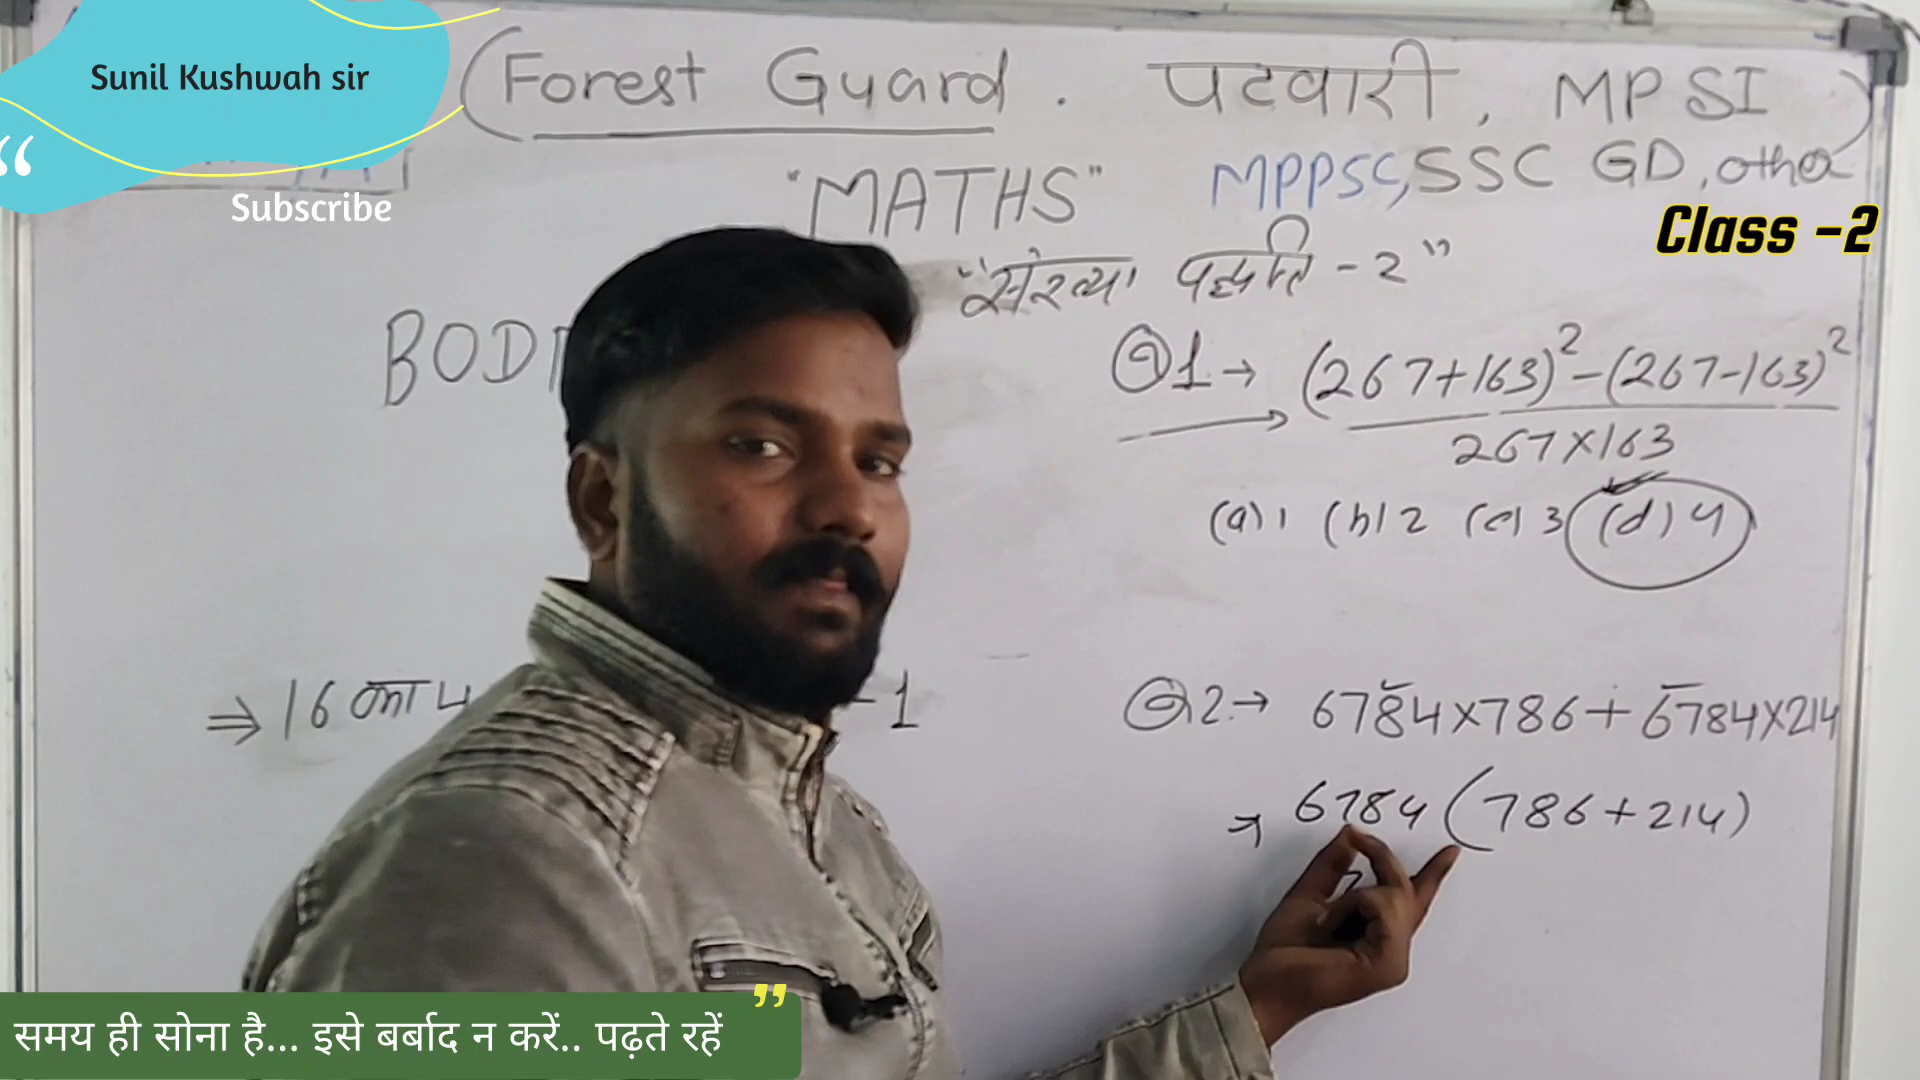 Sunil Kushwah sir
Subscribe
(Forest Guard . पटवारी, MP SI)
"MATHS" MPPSC, SSC GD, other
Class -2
"संख्या पद्धति - 2"
BOD
Q1 → (267+163)² - (267-163)²
267×163
(a) 1 (b) 2 (c) 3 (d) 4
⇒ 16 का 4 -1
Q2. → 6784×786 + 6784×214
→ 6784 (786+214)
समय ही सोना है... इसे बर्बाद न करें.. पढ़ते रहें